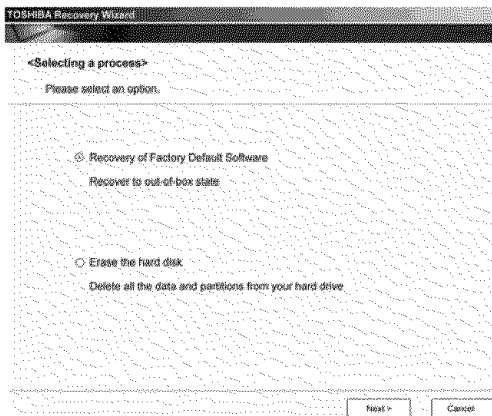 TOSHIBA Recovery Wizard
<Selecting a process>
Please select an option.
Recovery of Factory Default Software
Recover to out-of-box state
Erase the hard disk
Delete all the data and partitions from your hard drive
Next >
Cancel